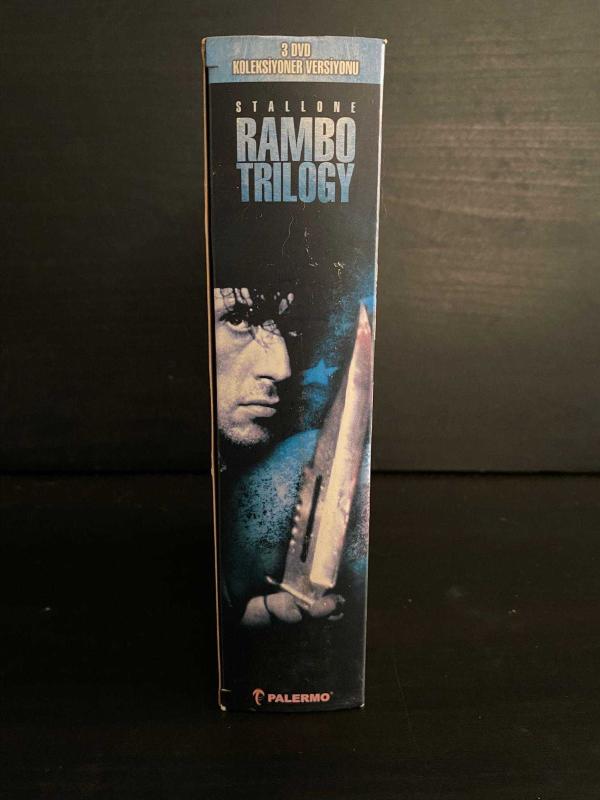 3 DVD
KOLEKSİYONER VERSİYONU
STALLONE
RAMBO
TRILOGY
PALERMO®